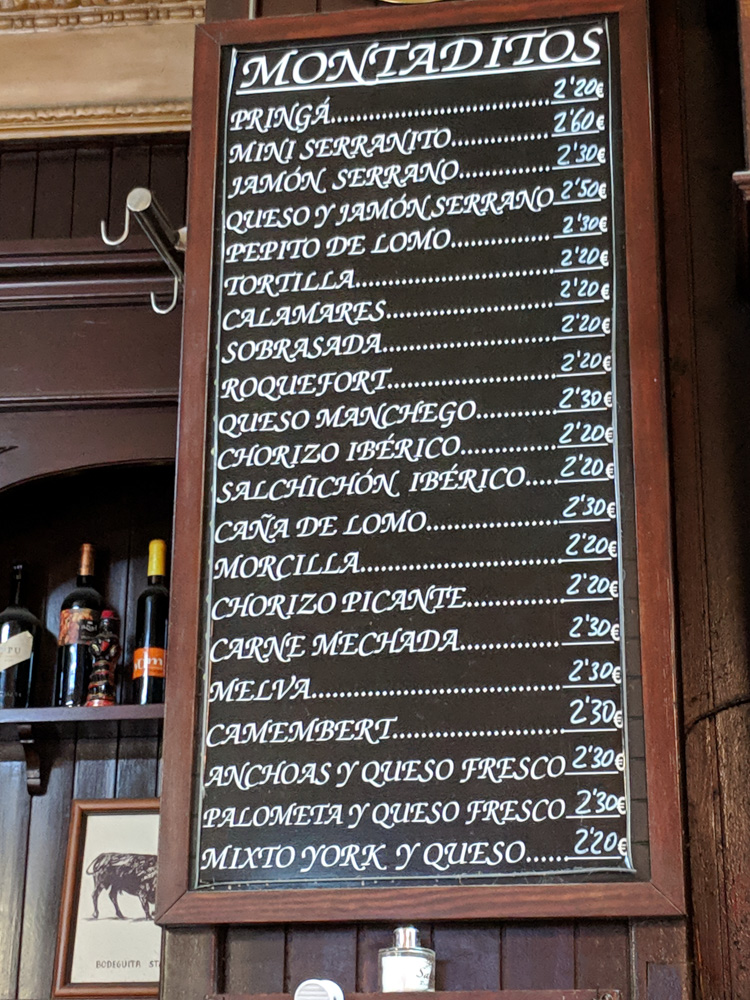 MONTADITOS
PRINGÁ 2'20€
MINI SERRANITO 2'60€
JAMÓN SERRANO 2'30€
QUESO Y JAMÓN SERRANO 2'50€
PEPITO DE LOMO 2'30€
TORTILLA 2'20€
CALAMARES 2'20€
SOBRASADA 2'20€
ROQUEFORT 2'20€
QUESO MANCHEGO 2'30€
CHORIZO IBÉRICO 2'20€
SALCHICHÓN IBÉRICO 2'20€
CAÑA DE LOMO 2'30€
MORCILLA 2'20€
CHORIZO PICANTE 2'20€
CARNE MECHADA 2'30€
MELVA 2'30€
CAMEMBERT 2'30€
ANCHOAS Y QUESO FRESCO 2'30€
PALOMETA Y QUESO FRESCO 2'30€
MIXTO YORK Y QUESO 2'20€
PU
BODEGUITA